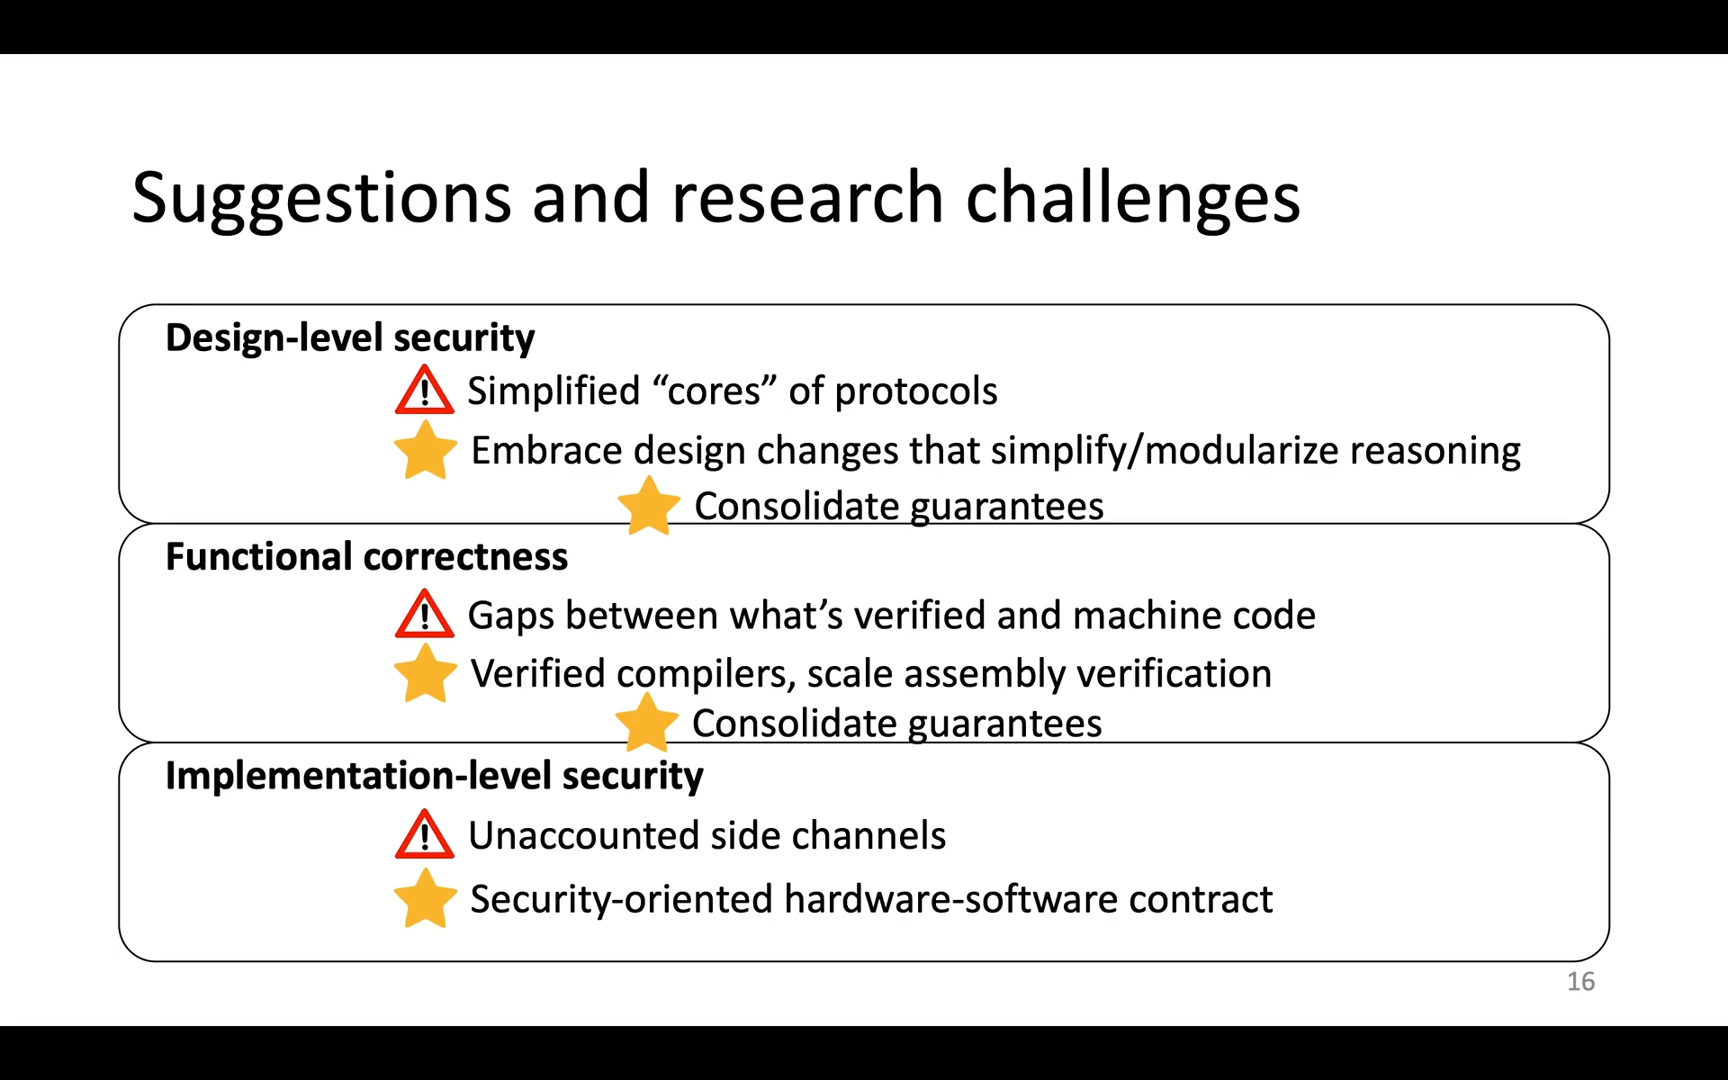 Suggestions and research challenges
Design-level security
Simplified “cores” of protocols
Embrace design changes that simplify/modularize reasoning
Consolidate guarantees
Functional correctness
Gaps between what’s verified and machine code
Verified compilers, scale assembly verification
Consolidate guarantees
Implementation-level security
Unaccounted side channels
Security-oriented hardware-software contract
16